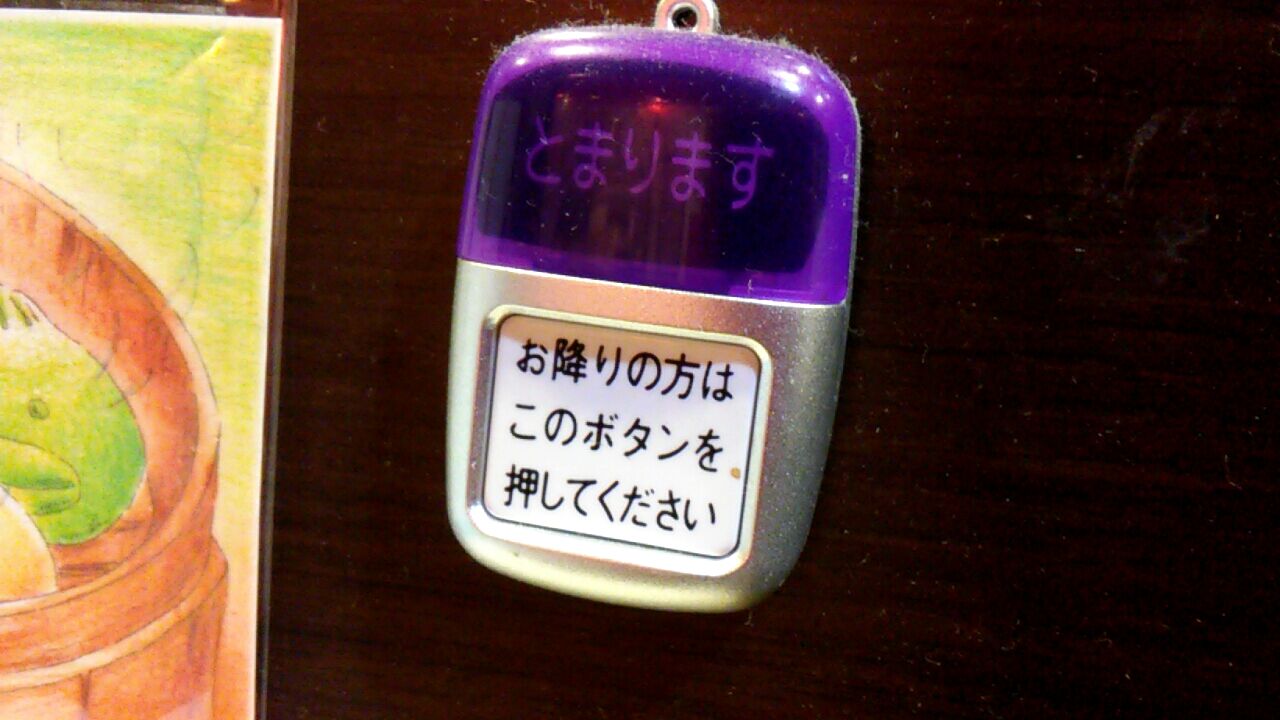 とまります
お降りの方は
このボタンを
押してください